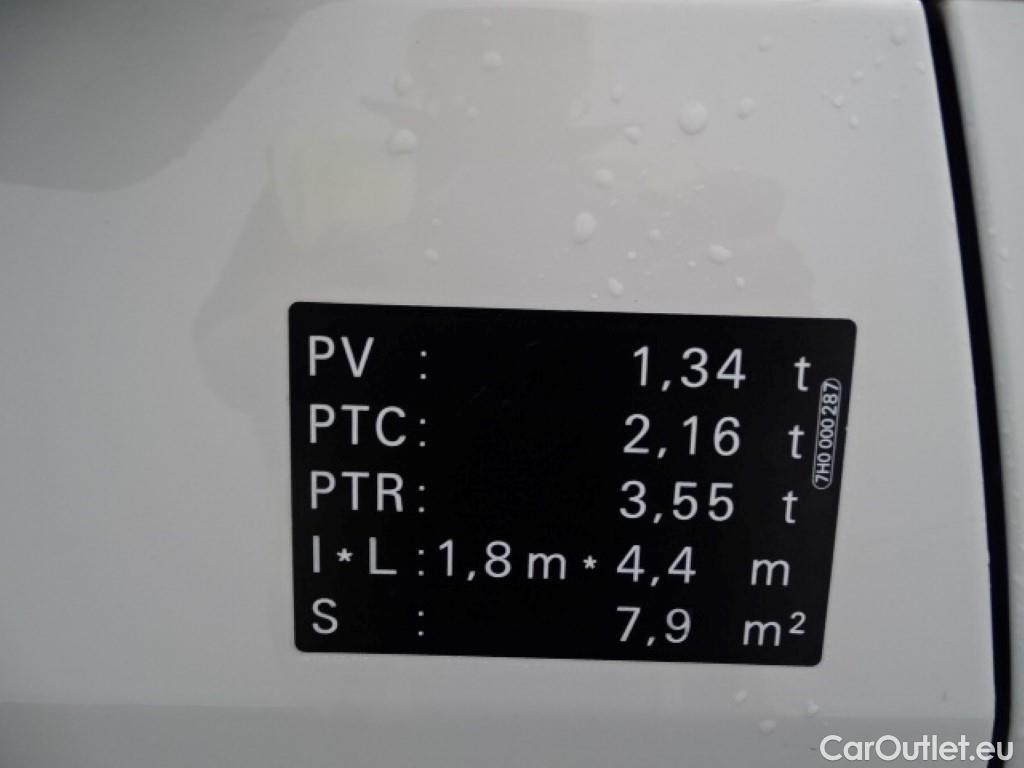 PV : 1,34 t
PTC : 2,16 t
PTR : 3,55 t
I * L : 1,8 m * 4,4 m
S : 7,9 m²
7H0 000 287
CarOutlet.eu